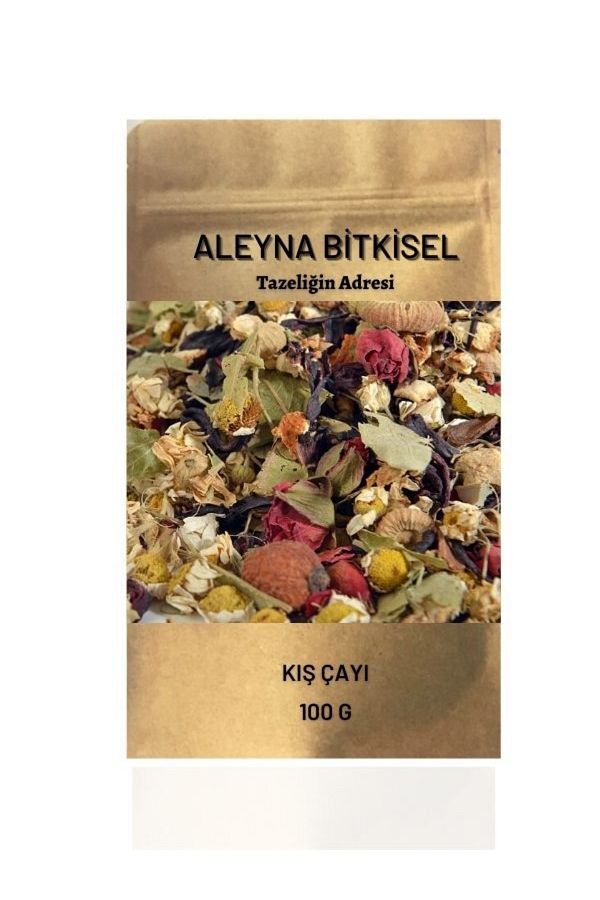 ALEYNA BİTKİSEL
Tazeliğin Adresi
KIŞ ÇAYI
100 G